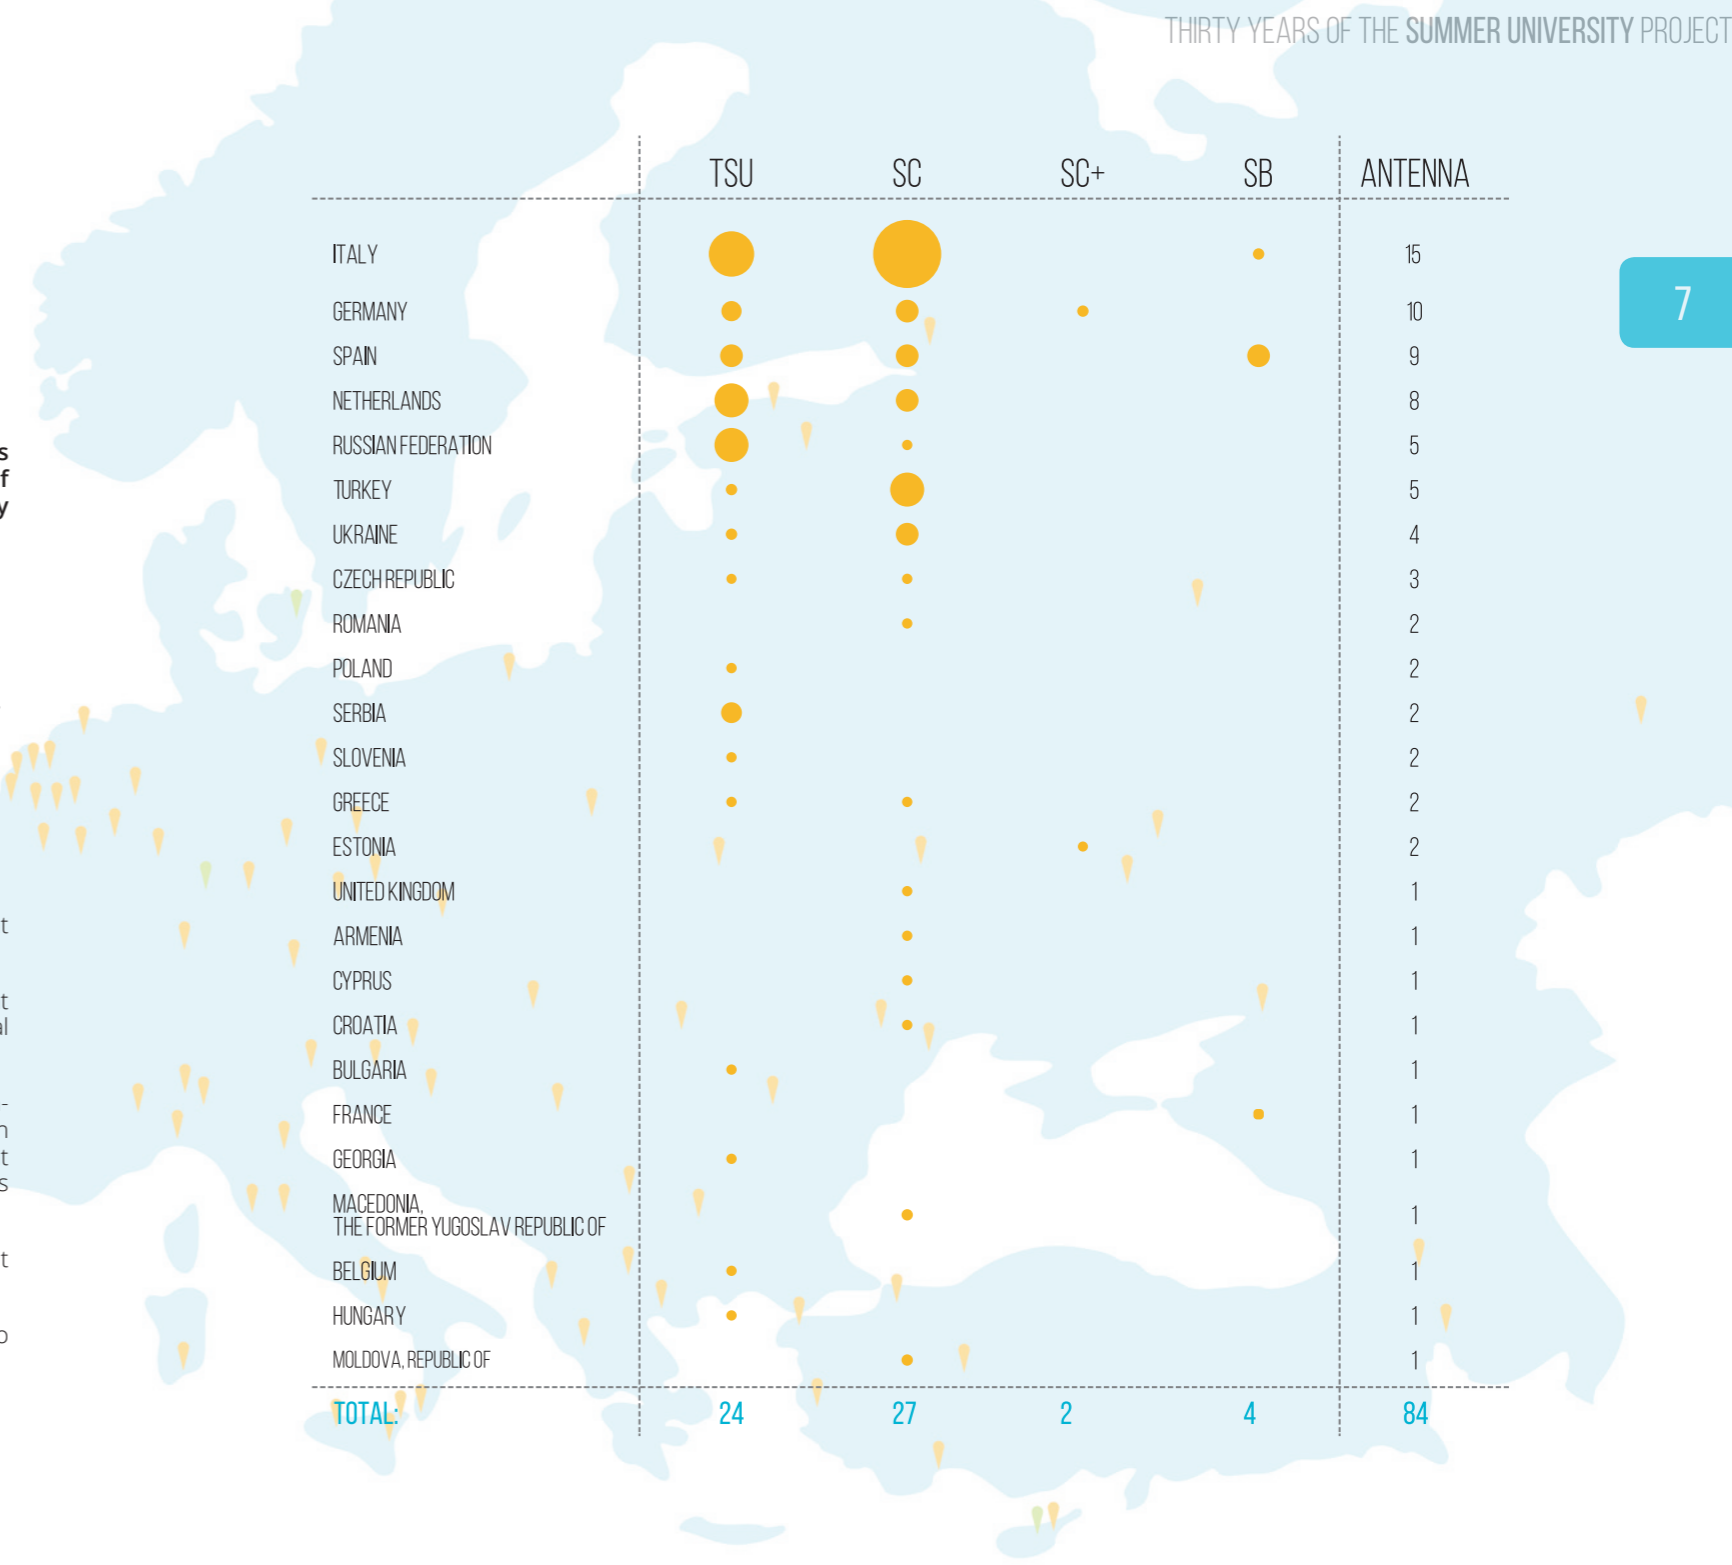 THIRTY YEARS OF THE SUMMER UNIVERSITY PROJECT
TSU SC SC+ SB ANTENNA
ITALY 15
7
GERMANY 10
SPAIN 9
NETHERLANDS 8
RUSSIAN FEDERATION 5
s
f
y
TURKEY 5
UKRAINE 4
CZECH REPUBLIC 3
ROMANIA 2
POLAND 2
SERBIA 2
SLOVENIA 2
GREECE 2
ESTONIA 2
UNITED KINGDOM 1
t
ARMENIA 1
CYPRUS 1
t
al
CROATIA 1
BULGARIA 1
-
n
t
s
FRANCE 1
GEORGIA 1
MACEDONIA,
THE FORMER YUGOSLAV REPUBLIC OF 1
t
BELGIUM 1
HUNGARY 1
o
MOLDOVA, REPUBLIC OF 1
TOTAL: 24 27 2 4 84